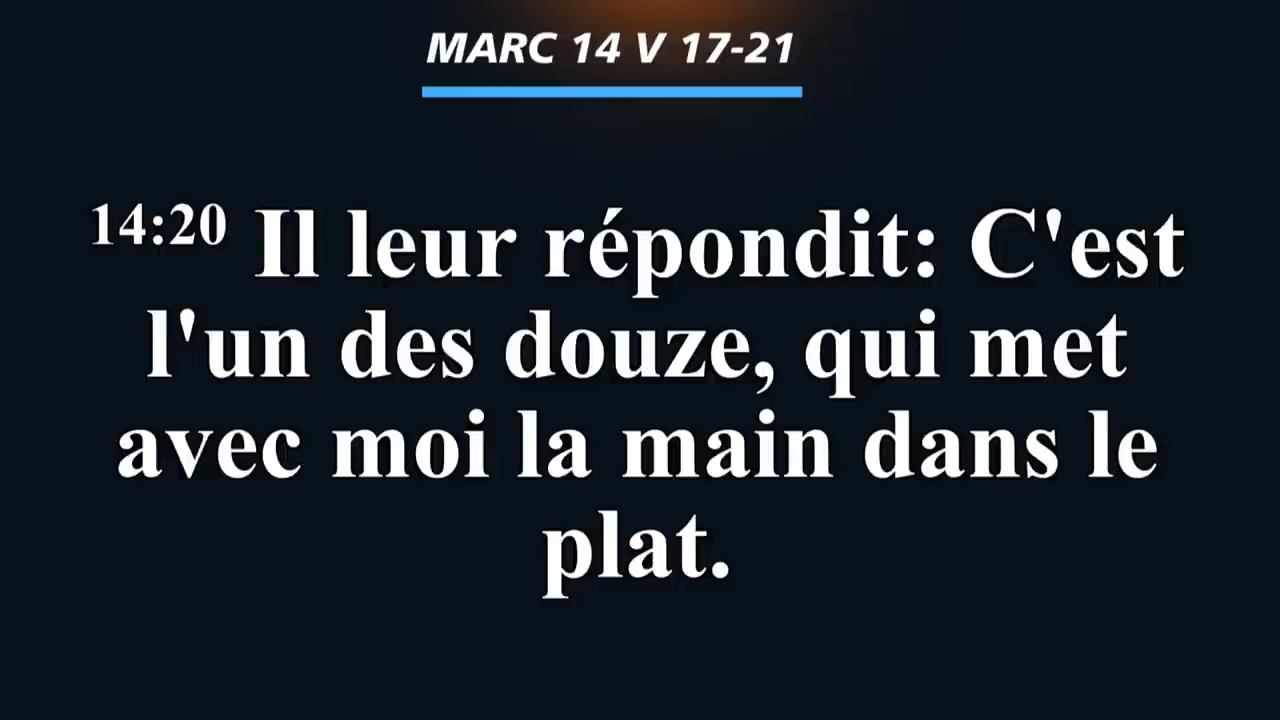 MARC 14 V 17-21
14:20 Il leur répondit: C'est
l'un des douze, qui met
avec moi la main dans le
plat.